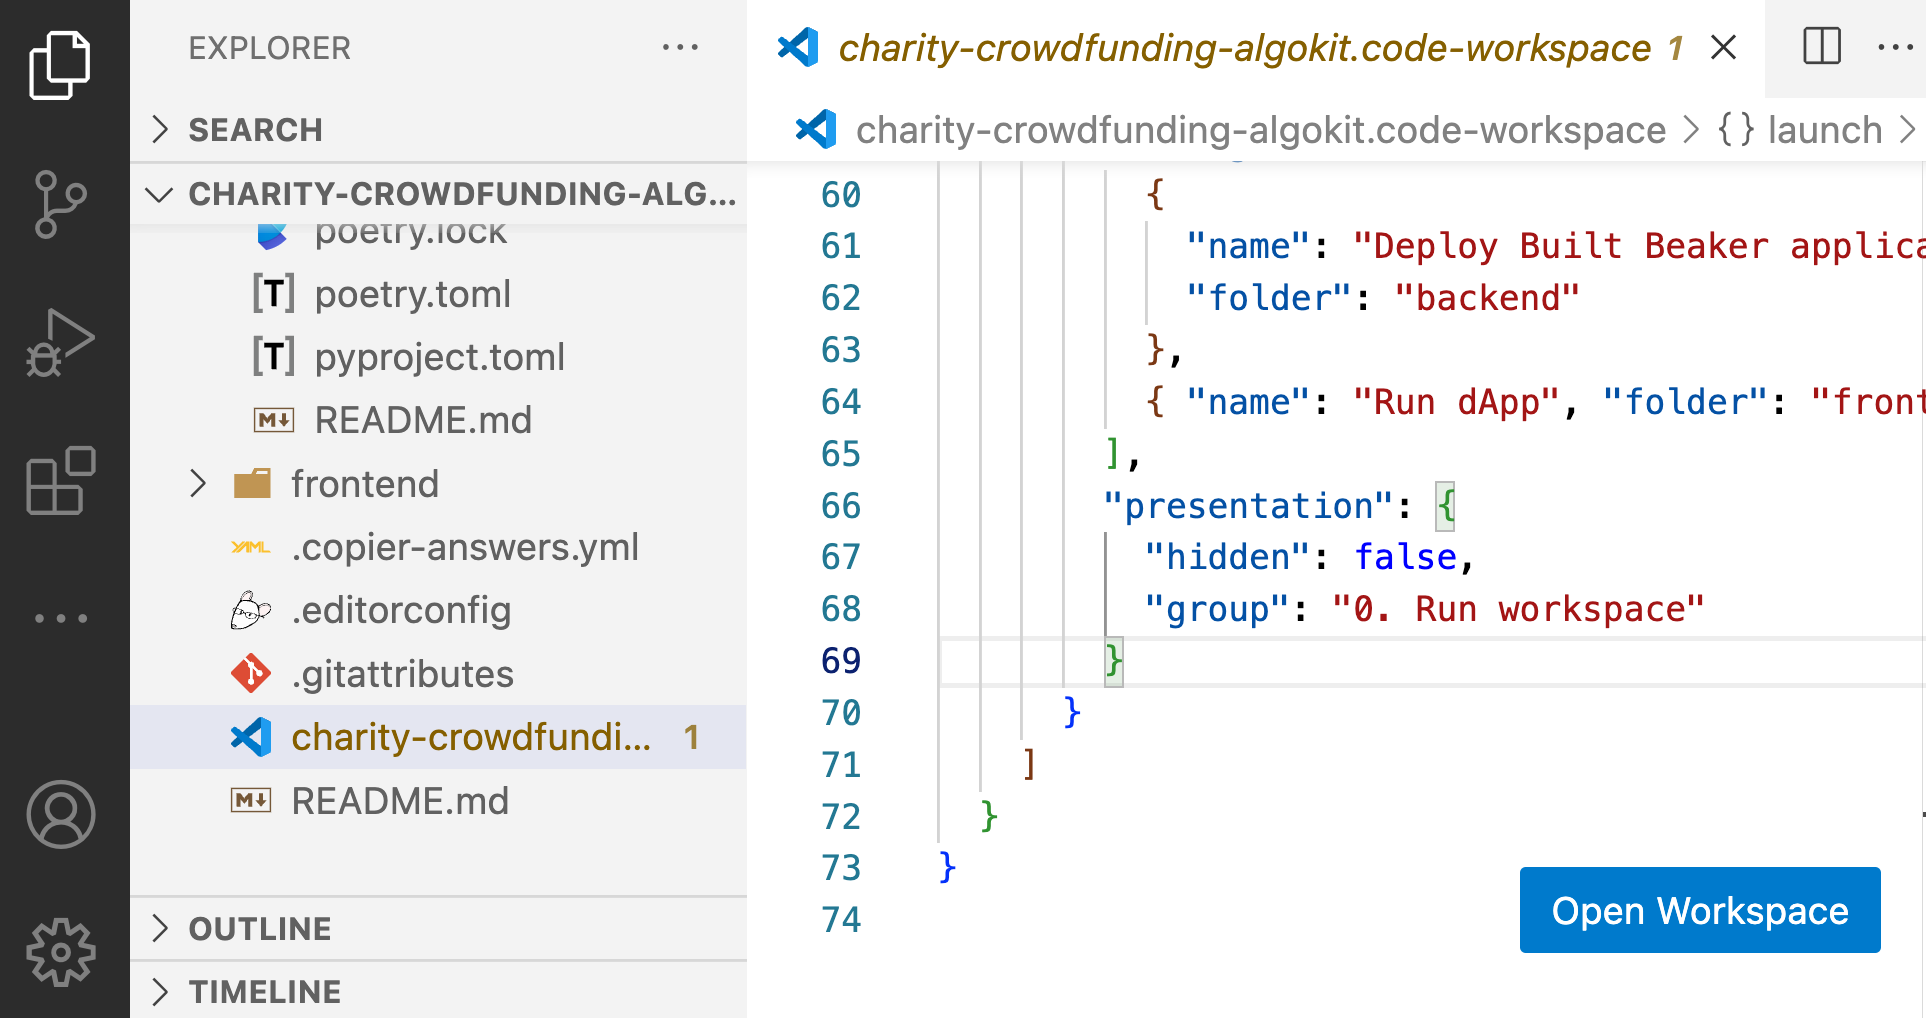 EXPLORER
SEARCH
CHARITY-CROWDFUNDING-ALG...
poetry.lock
[T] poetry.toml
[T] pyproject.toml
M README.md
frontend
YAML .copier-answers.yml
.editorconfig
.gitattributes
charity-crowdfundi... 1
M README.md
OUTLINE
TIMELINE
charity-crowdfunding-algokit.code-workspace 1
charity-crowdfunding-algokit.code-workspace > {} launch >
60 {
61 "name": "Deploy Built Beaker applica
62 "folder": "backend"
63 },
64 { "name": "Run dApp", "folder": "front
65 ],
66 "presentation": {
67 "hidden": false,
68 "group": "0. Run workspace"
69 }
70 }
71 ]
72 }
73 }
74
Open Workspace